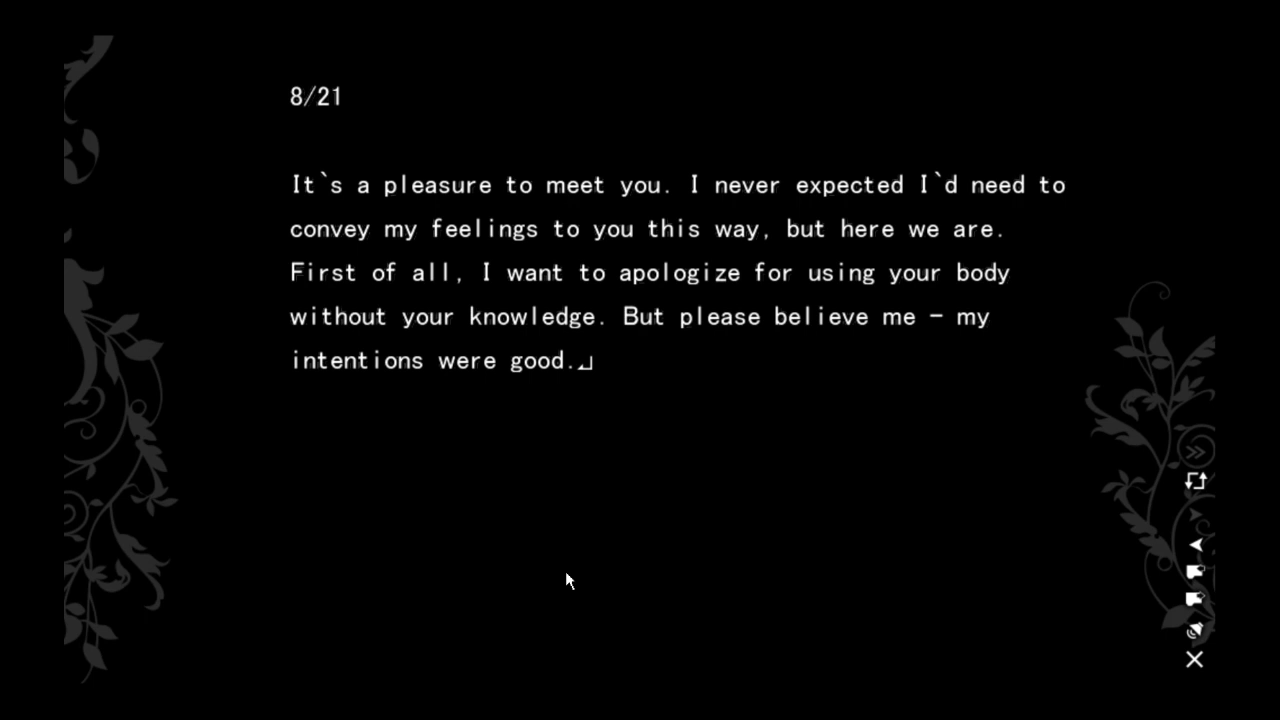 8/21
It`s a pleasure to meet you. I never expected I`d need to
convey my feelings to you this way, but here we are.
First of all, I want to apologize for using your body
without your knowledge. But please believe me – my
intentions were good.